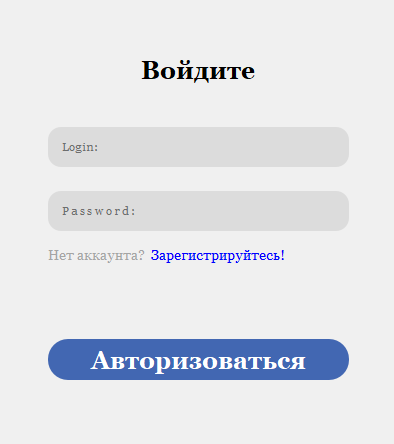 Войдите
Login:
Password:
Нет аккаунта? Зарегистрируйтесь!
Авторизоваться